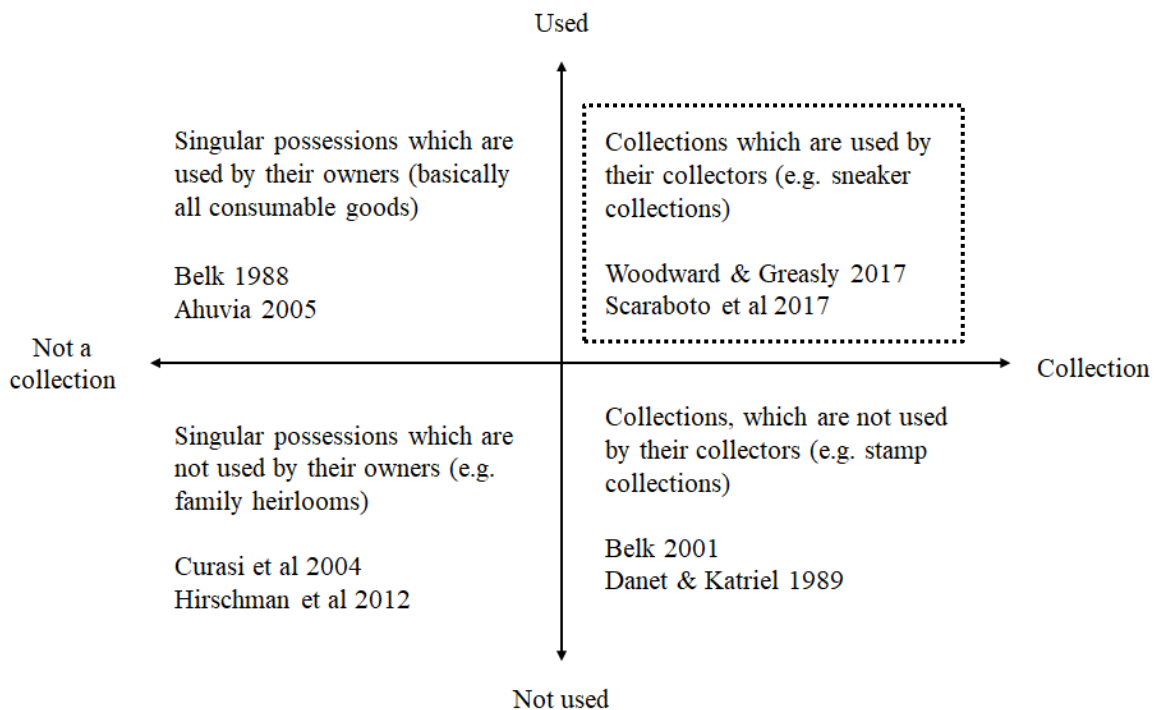 Used
Singular possessions which are
used by their owners (basically
all consumable goods)
Belk 1988
Ahuvia 2005
Collections which are used by
their collectors (e.g. sneaker
collections)
Woodward & Greasly 2017
Scaraboto et al 2017
Not a
collection
Collection
Singular possessions which are
not used by their owners (e.g.
family heirlooms)
Curasi et al 2004
Hirschman et al 2012
Collections, which are not used
by their collectors (e.g. stamp
collections)
Belk 2001
Danet & Katriel 1989
Not used